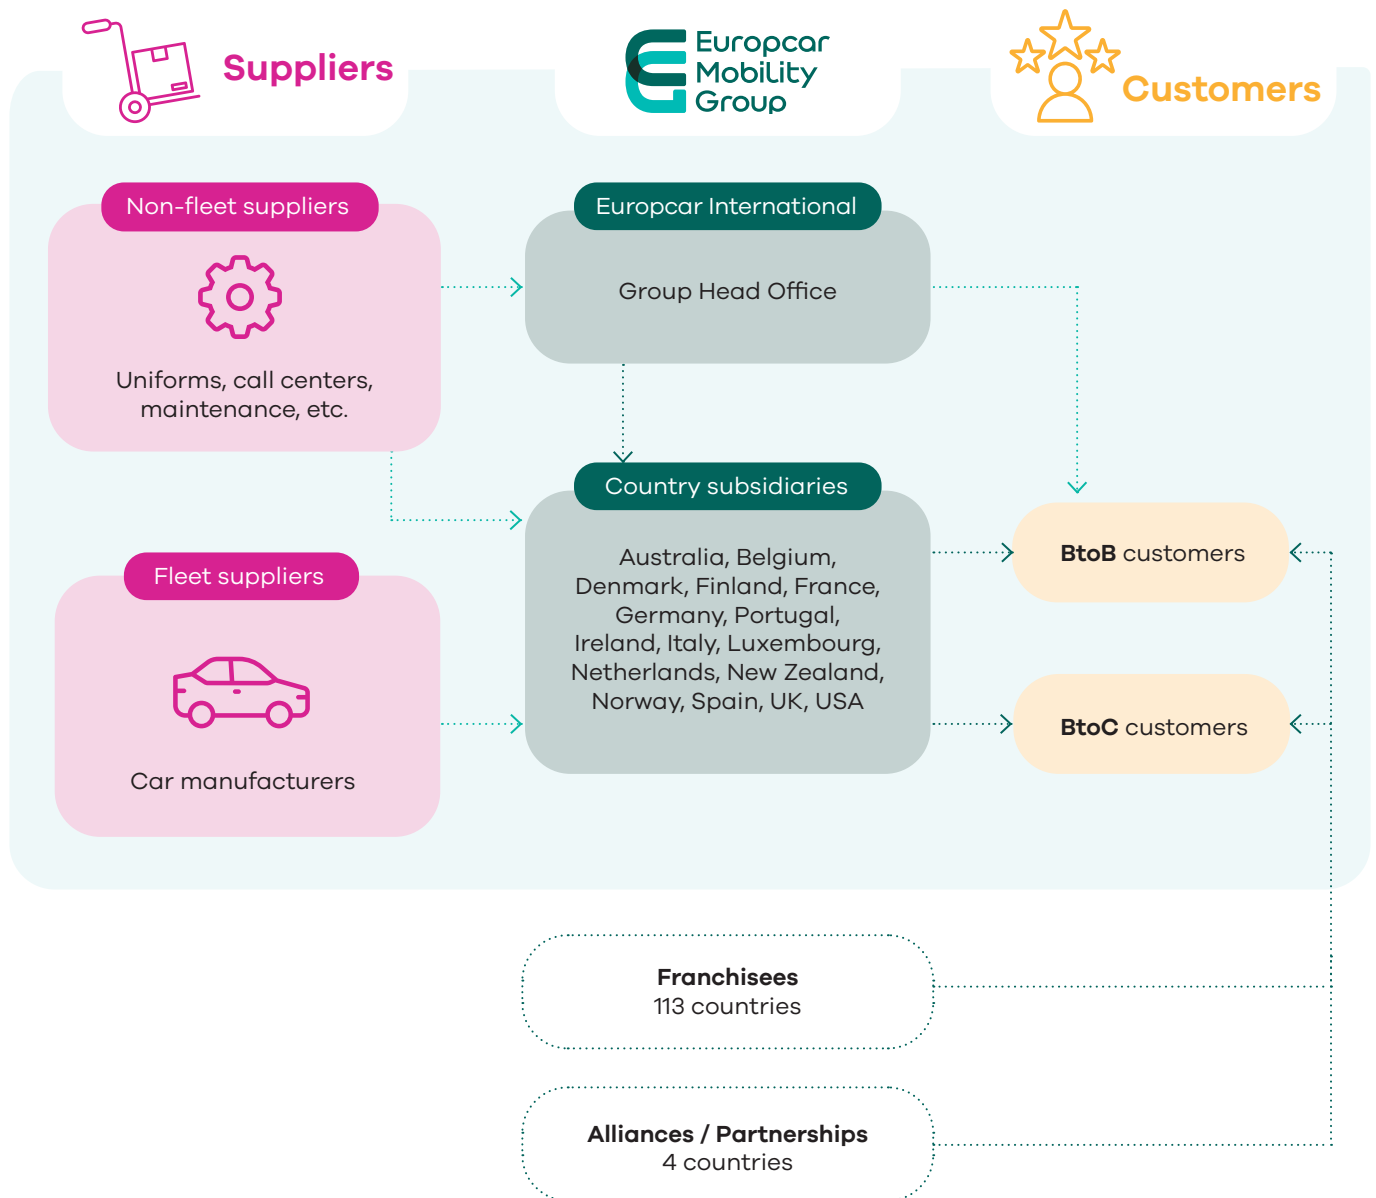 Suppliers
Europcar
Mobility
Group
Customers
Non-fleet suppliers
Uniforms, call centers,
maintenance, etc.
Fleet suppliers
Car manufacturers
Europcar International
Group Head Office
Country subsidiaries
Australia, Belgium,
Denmark, Finland, France,
Germany, Portugal,
Ireland, Italy, Luxembourg,
Netherlands, New Zealand,
Norway, Spain, UK, USA
BtoB customers
BtoC customers
Franchisees
113 countries
Alliances / Partnerships
4 countries